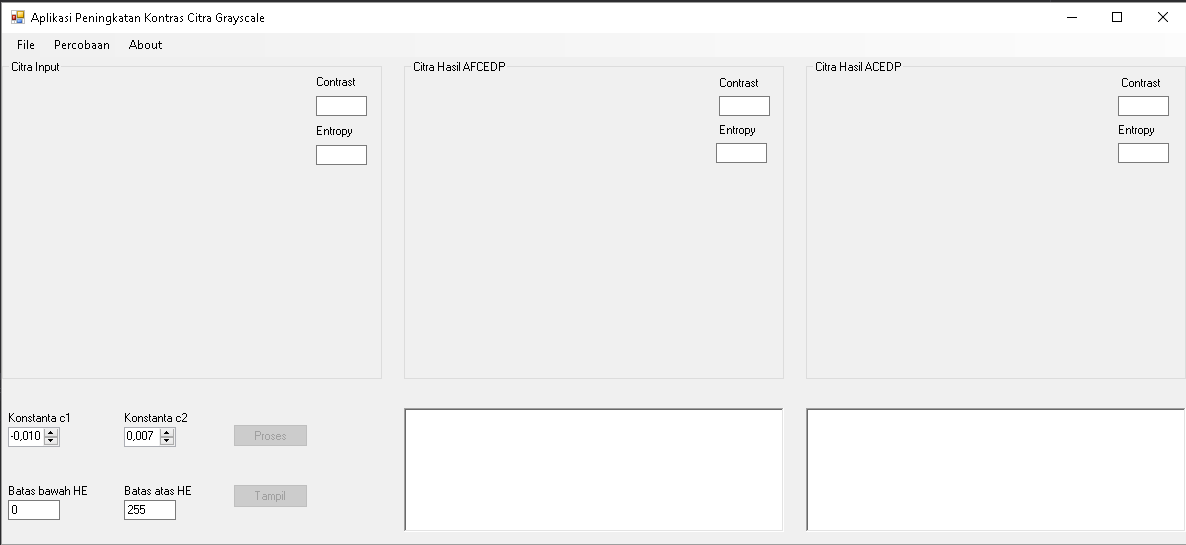 Aplikasi Peningkatan Kontras Citra Grayscale
File Percobaan About
Citra Input
Contrast
Entropy
Citra Hasil AFCEDP
Contrast
Entropy
Citra Hasil ACEDP
Contrast
Entropy
Konstanta c1 Konstanta c2
-0,010 0,007 Proses
Batas bawah HE Batas atas HE
0 255 Tampil